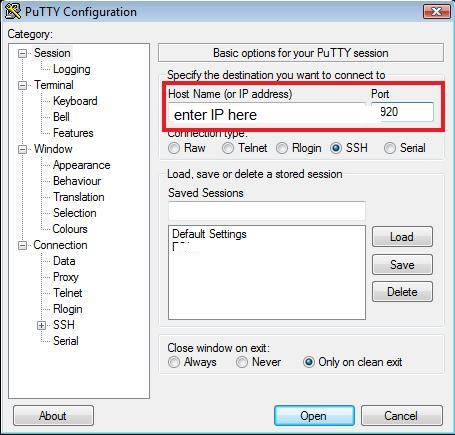 PuTTY Configuration
Category:
Session
Logging
Terminal
Keyboard
Bell
Features
Window
Appearance
Behaviour
Translation
Selection
Colours
Connection
Data
Proxy
Telnet
Rlogin
SSH
Serial
Basic options for your PuTTY session
Specify the destination you want to connect to
Host Name (or IP address) Port
enter IP here 920
Connection type:
Raw Telnet Rlogin SSH Serial
Load, save or delete a stored session
Saved Sessions
Default Settings
Load
Save
Delete
Close window on exit:
Always Never Only on clean exit
About Open Cancel